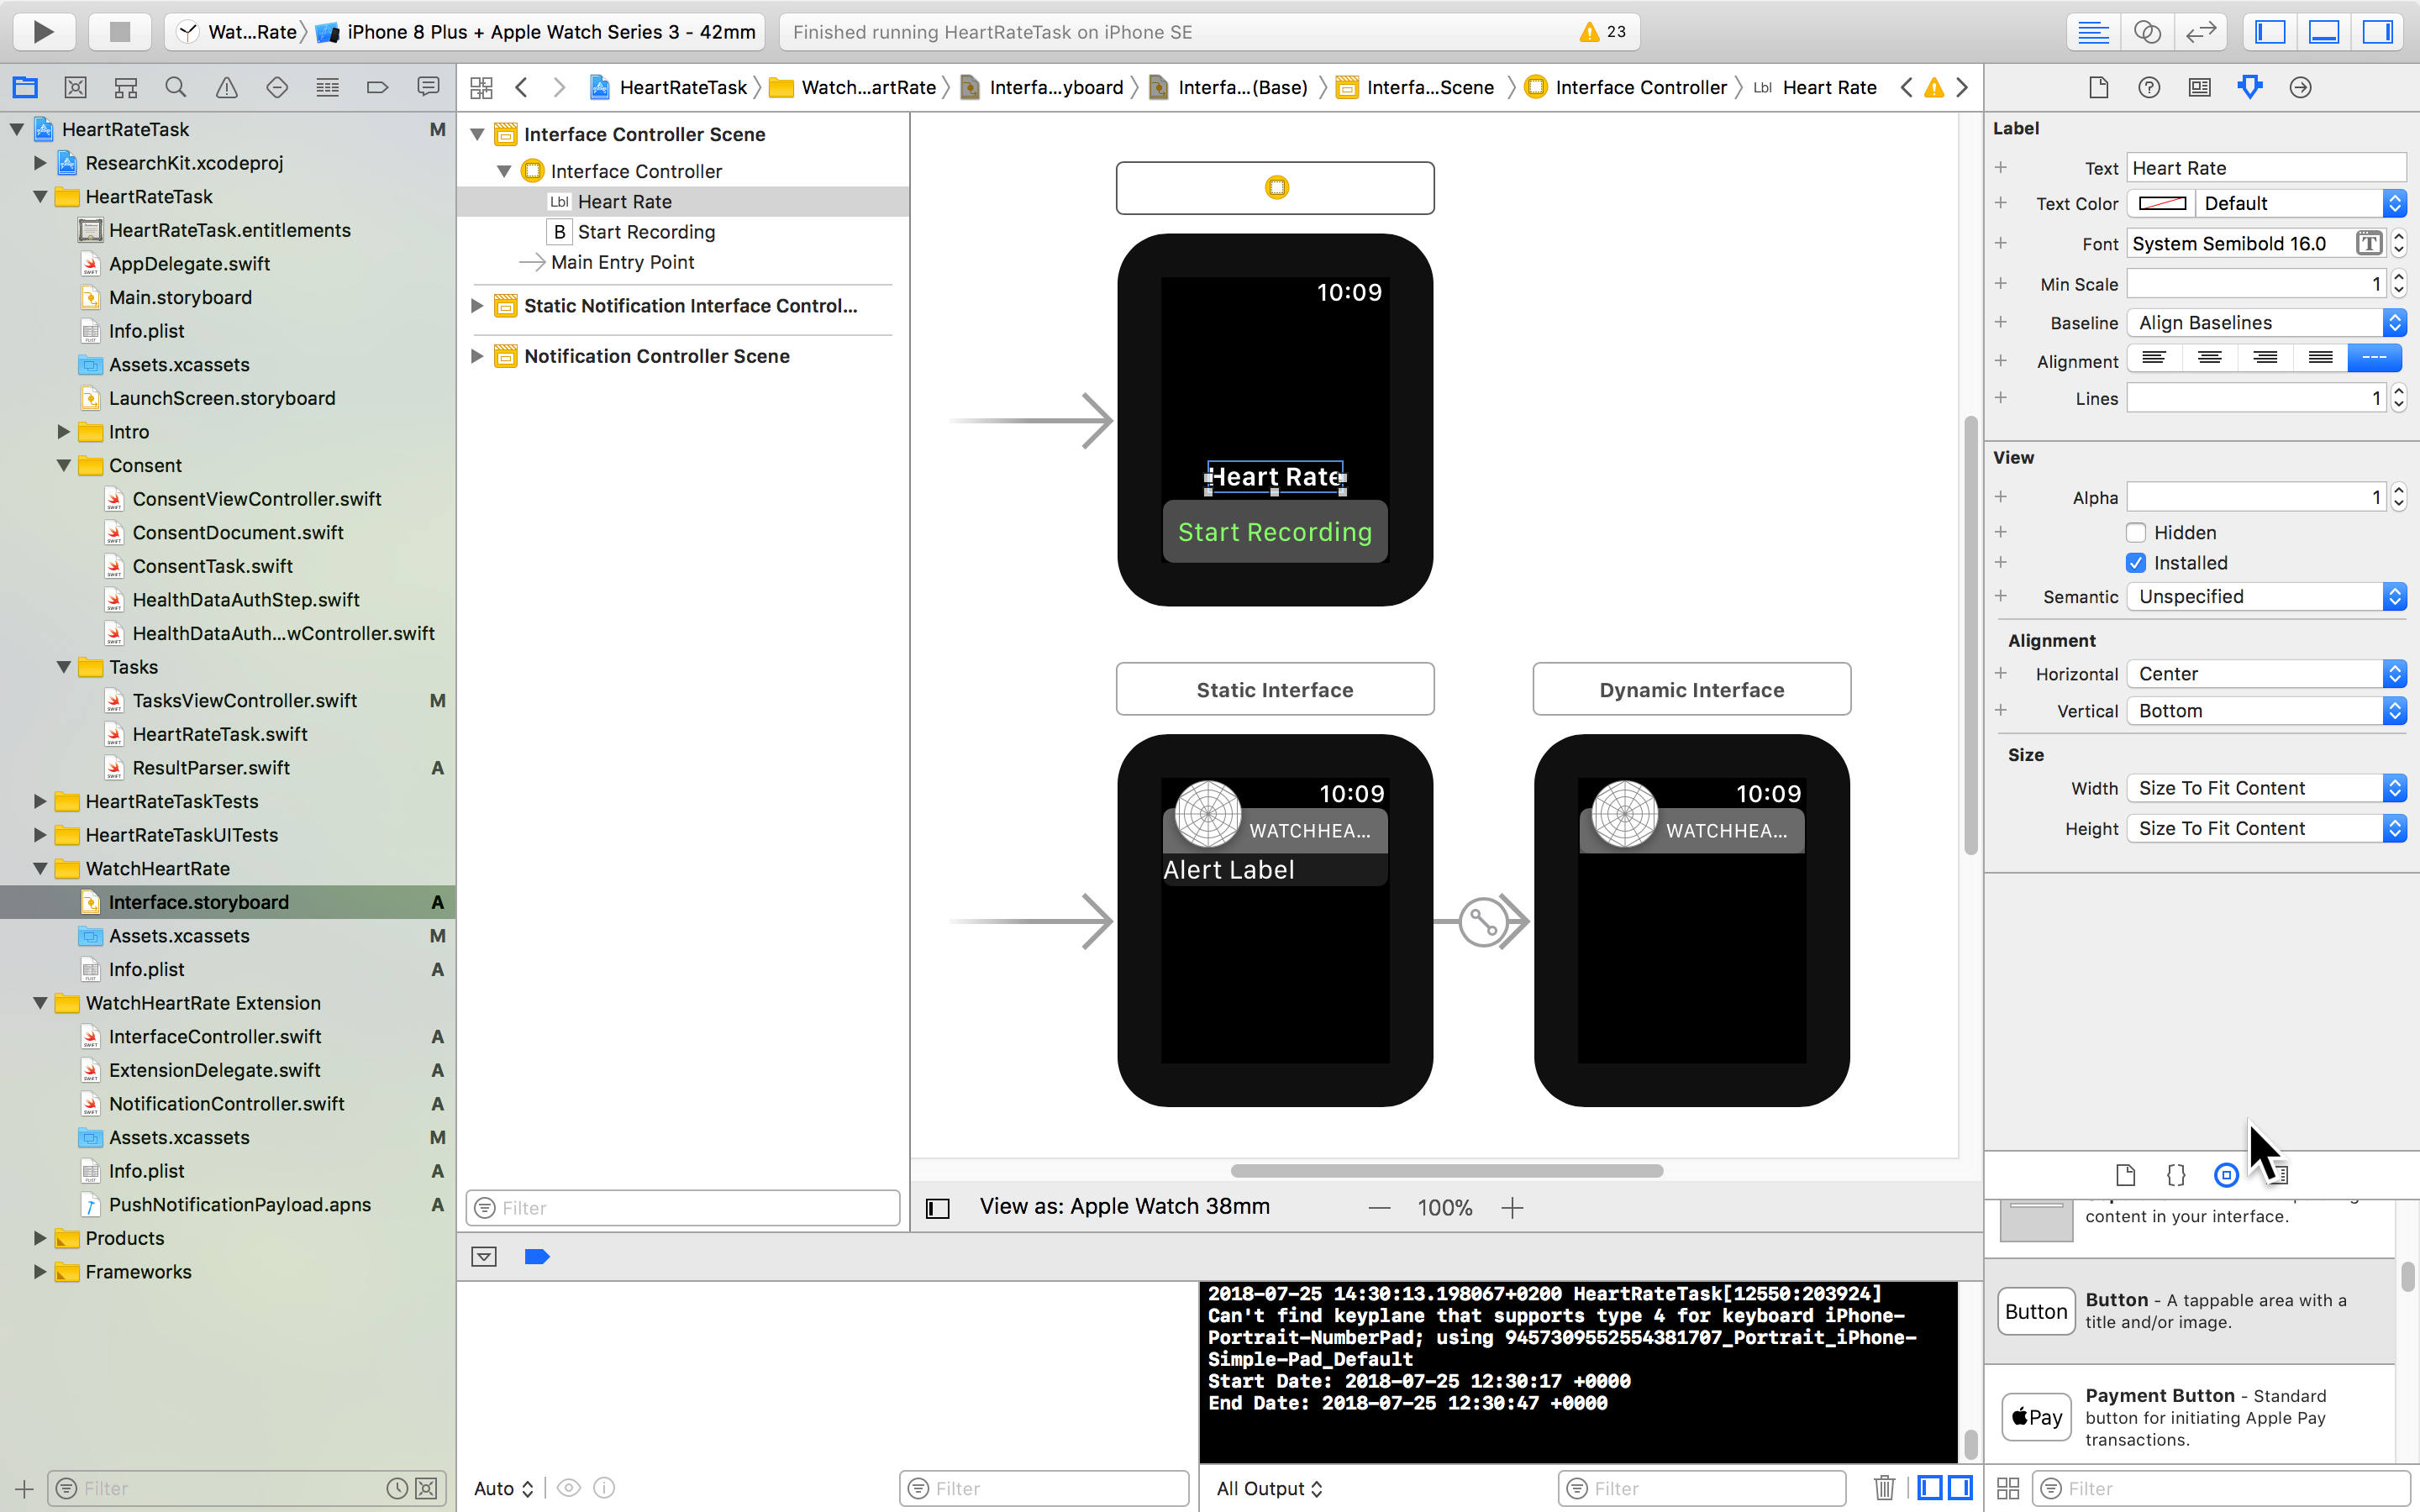 Wat...Rate
iPhone 8 Plus + Apple Watch Series 3 - 42mm
Finished running HeartRateTask on iPhone SE
23
HeartRateTask
Watch...artRate
Interfa...yboard
Interfa...(Base)
Interfa...Scene
Interface Controller
Lbl Heart Rate
HeartRateTask M
ResearchKit.xcodeproj
HeartRateTask
HeartRateTask.entitlements
AppDelegate.swift
Main.storyboard
Info.plist
Assets.xcassets
LaunchScreen.storyboard
Intro
Consent
ConsentViewController.swift
ConsentDocument.swift
ConsentTask.swift
HealthDataAuthStep.swift
HealthDataAuth...wController.swift
Tasks
TasksViewController.swift M
HeartRateTask.swift
ResultParser.swift A
HeartRateTaskTests
HeartRateTaskUITests
WatchHeartRate
Interface.storyboard A
Assets.xcassets M
Info.plist A
WatchHeartRate Extension
InterfaceController.swift A
ExtensionDelegate.swift A
NotificationController.swift A
Assets.xcassets M
Info.plist A
PushNotificationPayload.apns A
Products
Frameworks
Filter
Interface Controller Scene
Interface Controller
Lbl Heart Rate
B Start Recording
Main Entry Point
Static Notification Interface Control...
Notification Controller Scene
Filter
10:09
Heart Rate
Start Recording
Static Interface
Dynamic Interface
10:09
WATCHHEA...
Alert Label
10:09
WATCHHEA...
View as: Apple Watch 38mm
100%
Auto
Filter
2018-07-25 14:30:13.198067+0200 HeartRateTask[12550:203924]
Can't find keyplane that supports type 4 for keyboard iPhone-
Portrait-NumberPad; using 9457309552554381707_Portrait_iPhone-
Simple-Pad_Default
Start Date: 2018-07-25 12:30:17 +0000
End Date: 2018-07-25 12:30:47 +0000
All Output
Filter
Label
Text Heart Rate
Text Color Default
Font System Semibold 16.0 T
Min Scale 1
Baseline Align Baselines
Alignment
Lines 1
View
Alpha 1
Hidden
Installed
Semantic Unspecified
Alignment
Horizontal Center
Vertical Bottom
Size
Width Size To Fit Content
Height Size To Fit Content
{}
content in your interface.
Button
Button - A tappable area with a
title and/or image.
Pay
Payment Button - Standard
button for initiating Apple Pay
transactions.
Filter